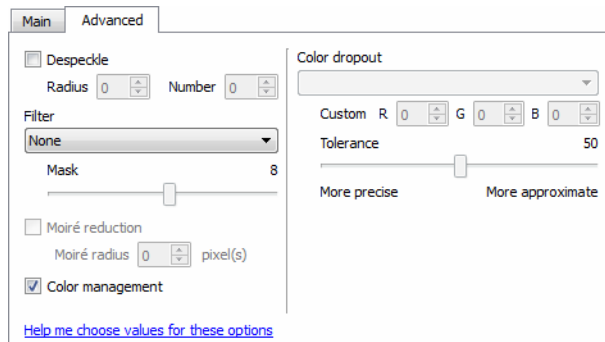 Main Advanced
Despeckle
Radius 0 Number 0
Filter
None
Mask 8
Moiré reduction
Moiré radius 0 pixel(s)
Color management
Help me choose values for these options
Color dropout
Custom R 0 G 0 B 0
Tolerance 50
More precise More approximate